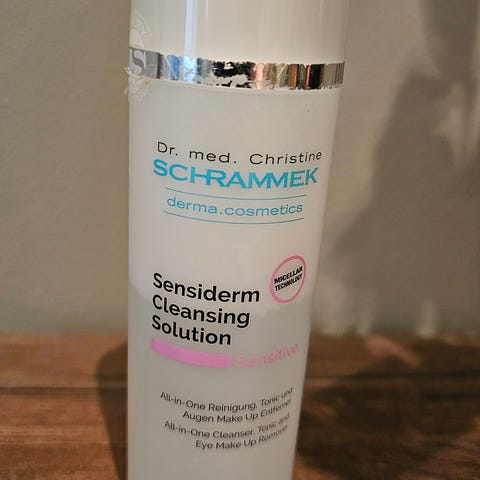 S
Dr. med. Christine
SCHRAMMEK
derma.cosmetics
MICELLAR
TECHNOLOGY
Sensiderm
Cleansing
Solution
Sensitive
All-in-One Reinigung, Tonic und
Augen Make Up Entferner
All-in-One Cleanser, Tonic and
Eye Make Up Remover